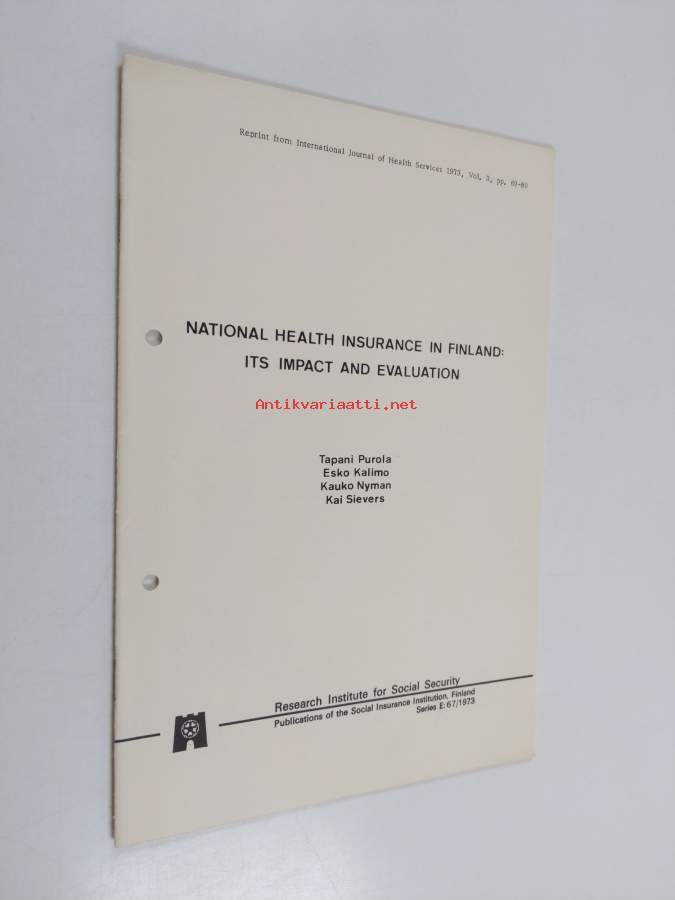 Reprint from International Journal of Health Services 1973, Vol. 3, pp. 69-80
NATIONAL HEALTH INSURANCE IN FINLAND:
ITS IMPACT AND EVALUATION
Antikvariaatti.net
Tapani Purola
Esko Kalimo
Kauko Nyman
Kai Sievers
Research Institute for Social Security
Publications of the Social Insurance Institution, Finland
Series E: 67/1973